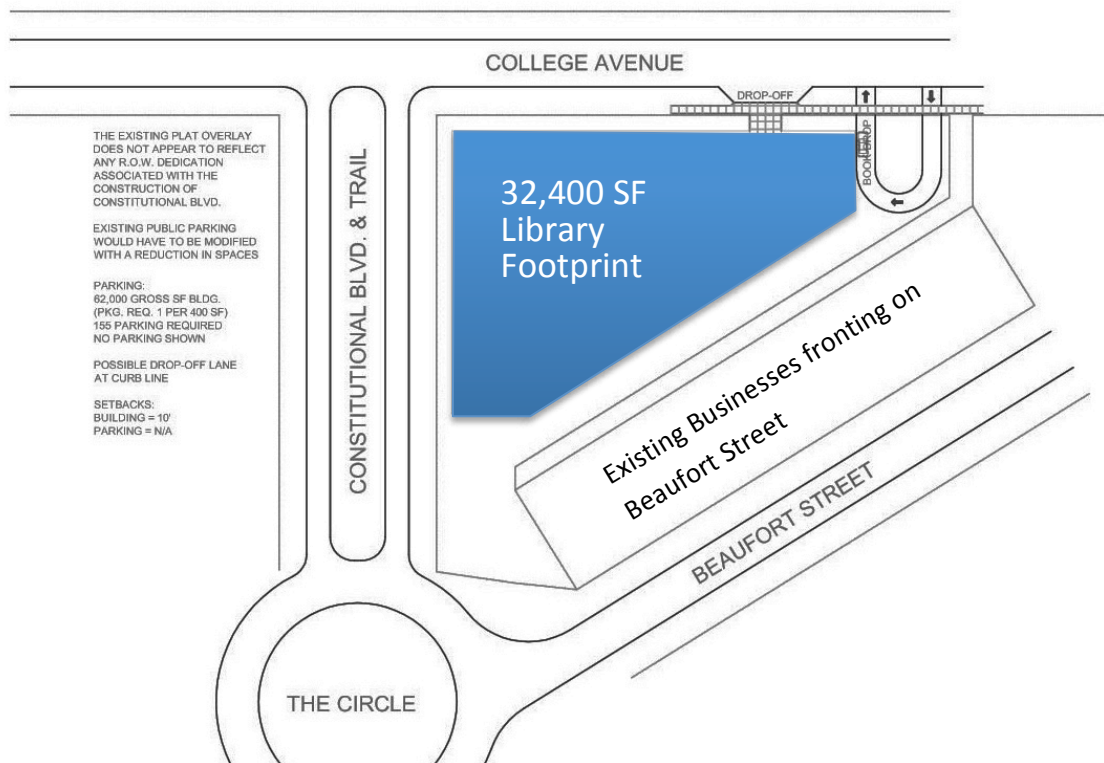 COLLEGE AVENUE
DROP-OFF
THE EXISTING PLAT OVERLAY
DOES NOT APPEAR TO REFLECT
ANY R.O.W. DEDICATION
ASSOCIATED WITH THE
CONSTRUCTION OF
CONSTITUTIONAL BLVD.
EXISTING PUBLIC PARKING
WOULD HAVE TO BE MODIFIED
WITH A REDUCTION IN SPACES
PARKING:
62,000 GROSS SF BLDG.
(PKG. REQ. 1 PER 400 SF)
155 PARKING REQUIRED
NO PARKING SHOWN
POSSIBLE DROP-OFF LANE
AT CURB LINE
SETBACKS:
BUILDING = 10'
PARKING = N/A
CONSTITUTIONAL BLVD. & TRAIL
32,400 SF
Library
Footprint
BOOK DROP
Existing Businesses fronting on
Beaufort Street
BEAUFORT STREET
THE CIRCLE